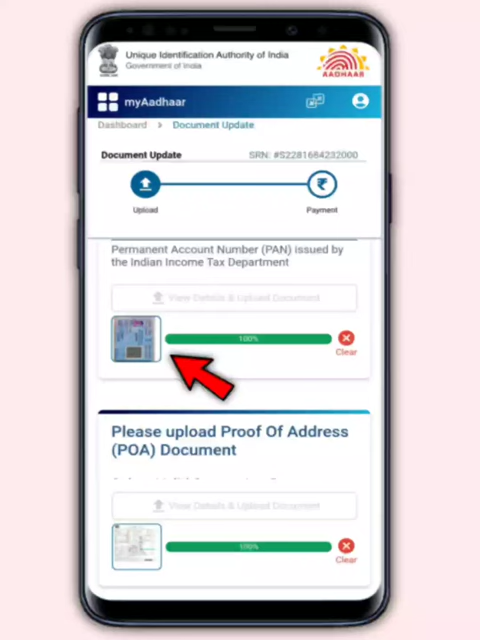 Unique Identification Authority of India
Government of India
AADHAAR
myAadhaar
Dashboard > Document Update
Document Update SRN: #S2281664232000
Upload Payment
Permanent Account Number (PAN) issued by
the Indian Income Tax Department
View Details & Upload Document
100%
Clear
Please upload Proof Of Address
(POA) Document
View Details & Upload Document
100%
Clear